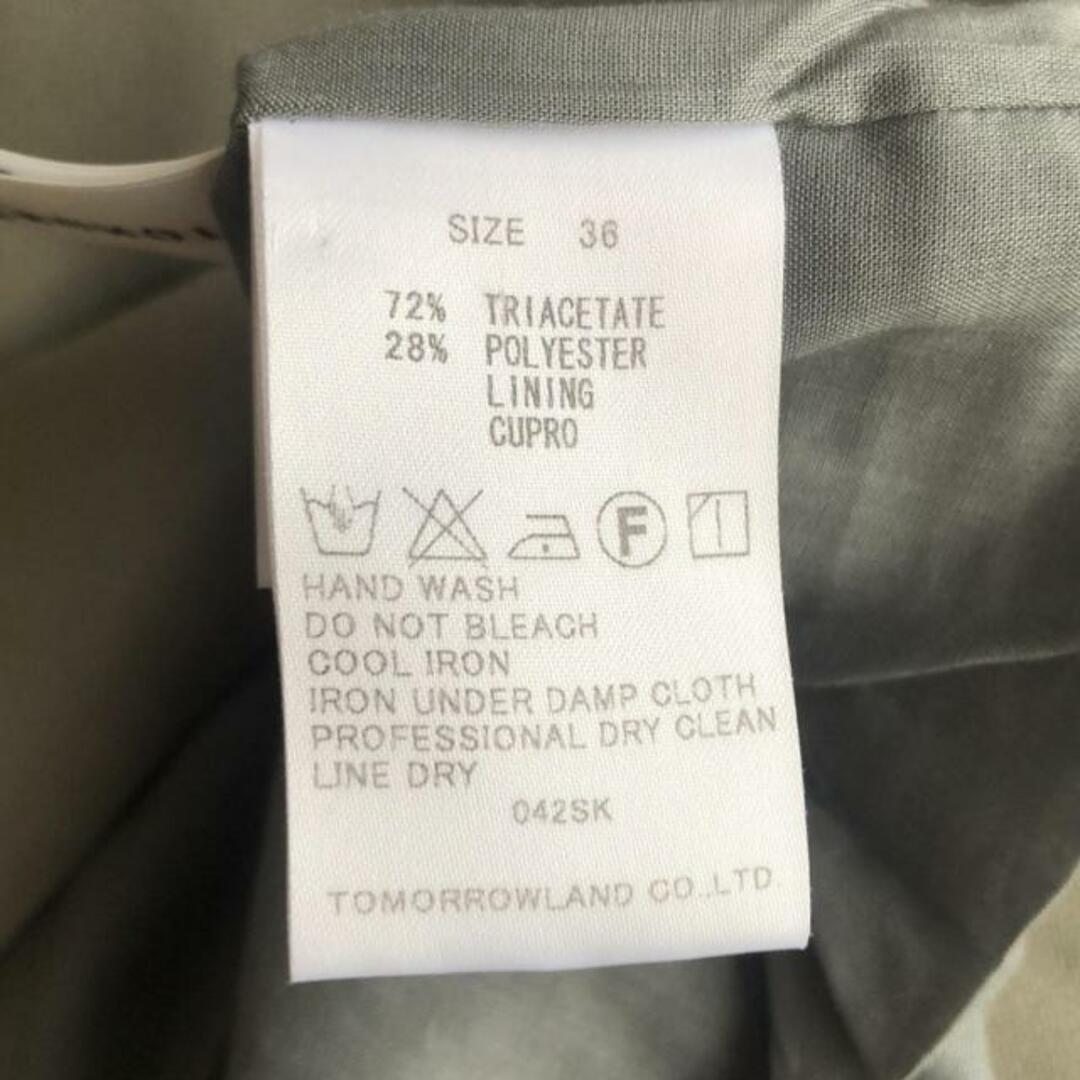 SIZE 36
72% TRIACETATE
28% POLYESTER
LINING
CUPRO
F
HAND WASH
DO NOT BLEACH
COOL IRON
IRON UNDER DAMP CLOTH
PROFESSIONAL DRY CLEAN
LINE DRY
042SK
TOMORROWLAND CO.,LTD.